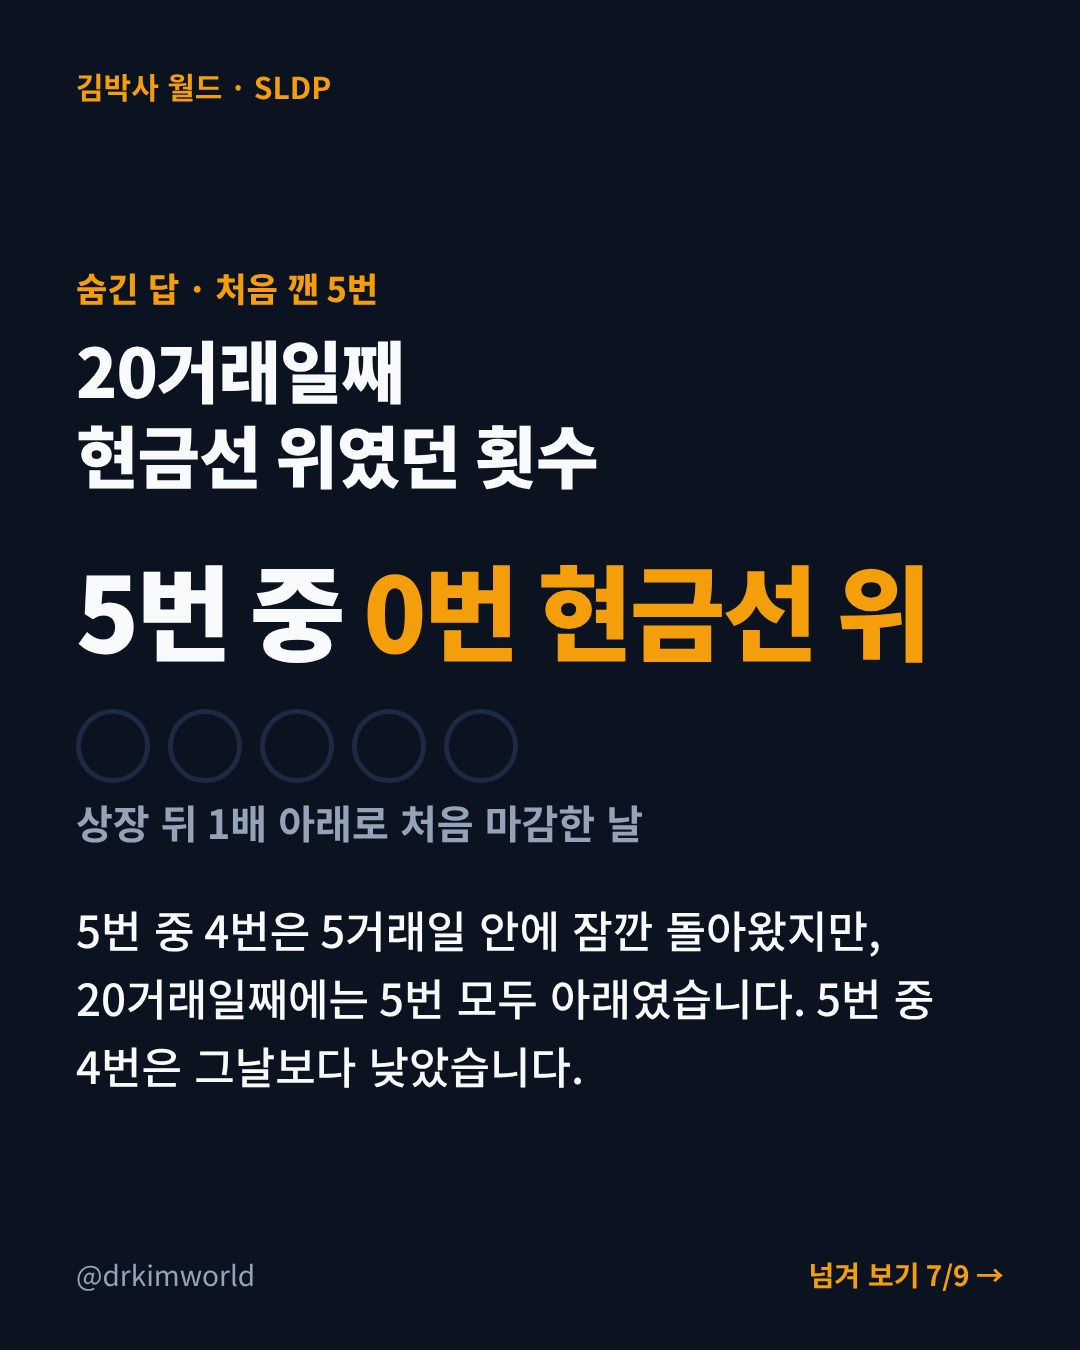 김박사 월드 · SLDP
숨긴 답 · 처음 깬 5번
20거래일째
현금선 위였던 횟수
5번 중 0번 현금선 위
상장 뒤 1배 아래로 처음 마감한 날
5번 중 4번은 5거래일 안에 잠깐 돌아왔지만,
20거래일째에는 5번 모두 아래였습니다. 5번 중
4번은 그날보다 낮았습니다.
@drkimworld
넘겨 보기 7/9 →